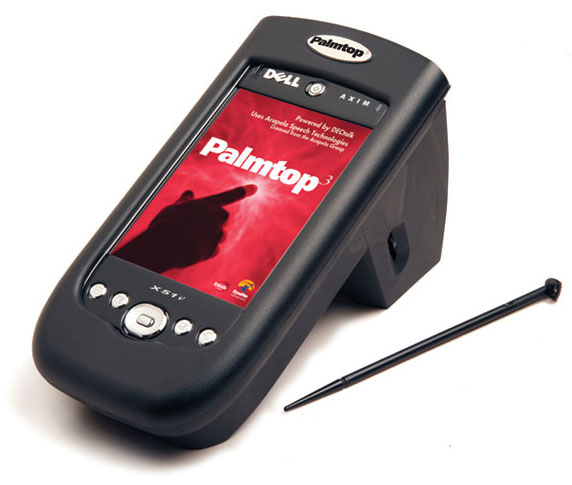 Palmtop
DELL
AXIM
Powered by DECtalk
Uses Acapela Speech Technologies
Licensed from the Acapela Group
Palmtop3
X51v